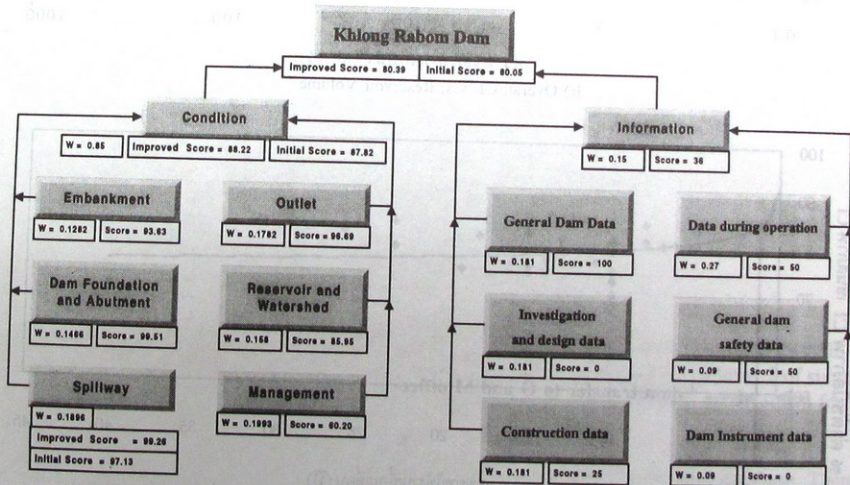 Khlong Rabom Dam
Improved Score = 80.39 Initial Score = 80.05
Condition
W = 0.85 Improved Score = 88.22 Initial Score = 87.82
Information
W = 0.15 Score = 36
Embankment
W = 0.1282 Score = 93.63
Outlet
W = 0.1782 Score = 96.69
Dam Foundation
and Abutment
W = 0.1466 Score = 99.51
Reservoir and
Watershed
W = 0.158 Score = 85.95
Spillway
W = 0.1896
Improved Score = 99.26
Initial Score = 97.13
Management
W = 0.1993 Score = 60.20
General Dam Data
W = 0.181 Score = 100
Data during operation
W = 0.27 Score = 50
Investigation
and design data
W = 0.181 Score = 0
General dam
safety data
W = 0.09 Score = 50
Construction data
W = 0.181 Score = 25
Dam Instrument data
W = 0.09 Score = 0